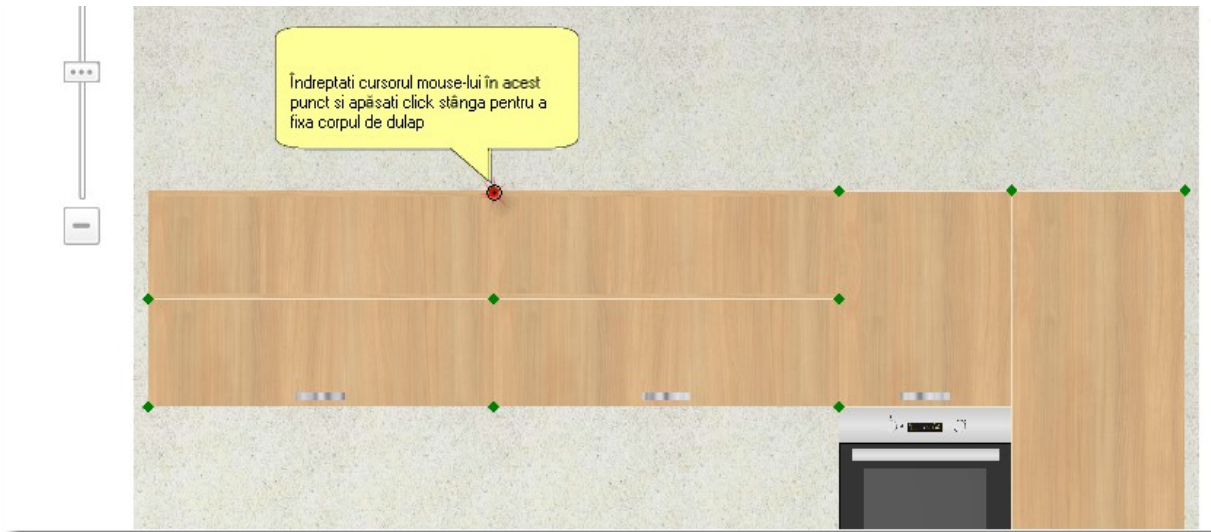 Îndreptati cursorul mouse-lui în acest
punct si apăsati click stânga pentru a
fixa corpul de dulap